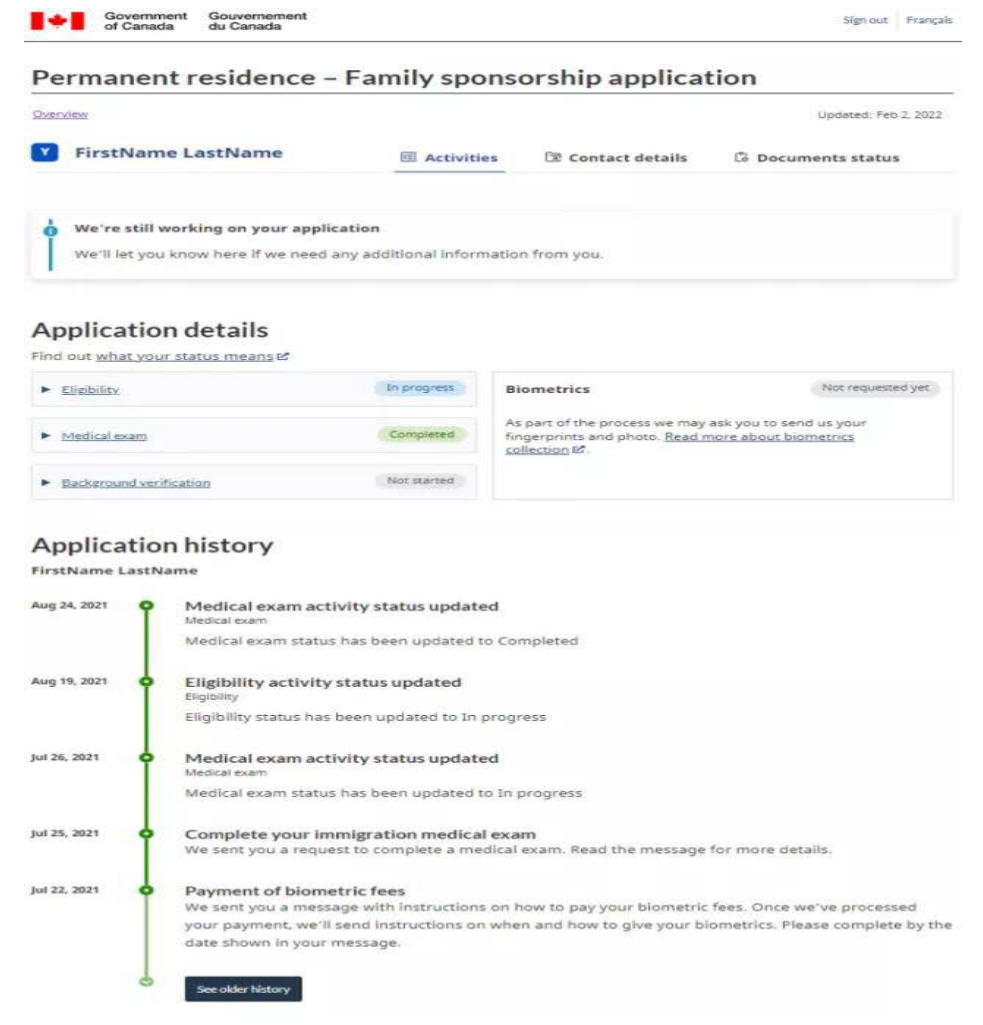 Government of Canada
Gouvernement du Canada
Sign out
Français
Permanent residence – Family sponsorship application
Overview
Updated: Feb 2, 2022
Y
FirstName LastName
Activities
Contact details
Documents status
We're still working on your application
We'll let you know here if we need any additional information from you.
Application details
Find out what your status means
Eligibility
In progress
Medical exam
Completed
Background verification
Not started
Biometrics
Not requested yet
As part of the process we may ask you to send us your
fingerprints and photo. Read more about biometrics
collection.
Application history
FirstName LastName
Aug 24, 2021
Medical exam activity status updated
Medical exam
Medical exam status has been updated to Completed
Aug 19, 2021
Eligibility activity status updated
Eligibility
Eligibility status has been updated to In progress
Jul 26, 2021
Medical exam activity status updated
Medical exam
Medical exam status has been updated to In progress
Jul 25, 2021
Complete your immigration medical exam
We sent you a request to complete a medical exam. Read the message for more details.
Jul 22, 2021
Payment of biometric fees
We sent you a message with instructions on how to pay your biometric fees. Once we've processed
your payment, we'll send instructions on when and how to give your biometrics. Please complete by the
date shown in your message.
See older history